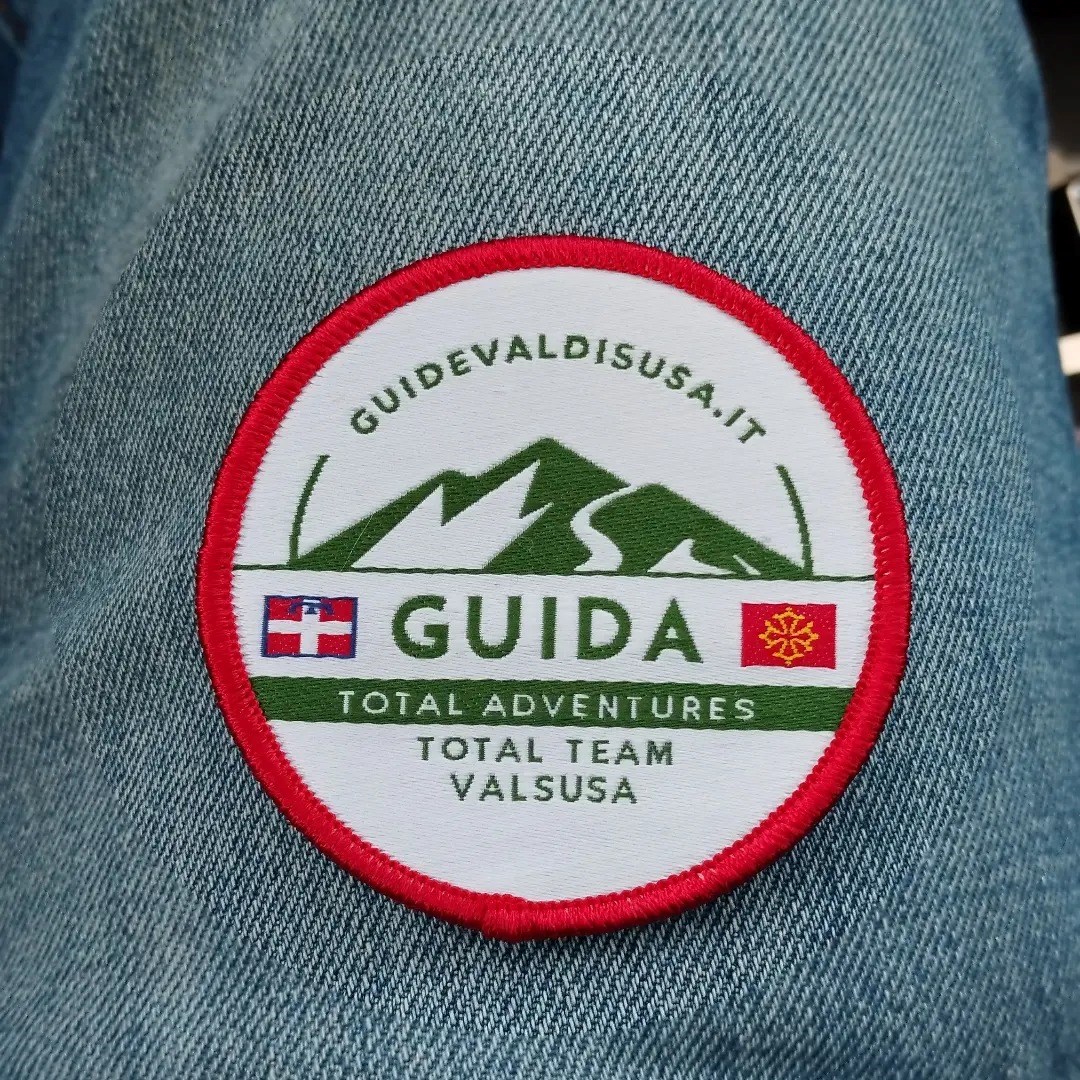 GUIDEVALDISUSA.IT
GUIDA
TOTAL ADVENTURES
TOTAL TEAM
VALSUSA